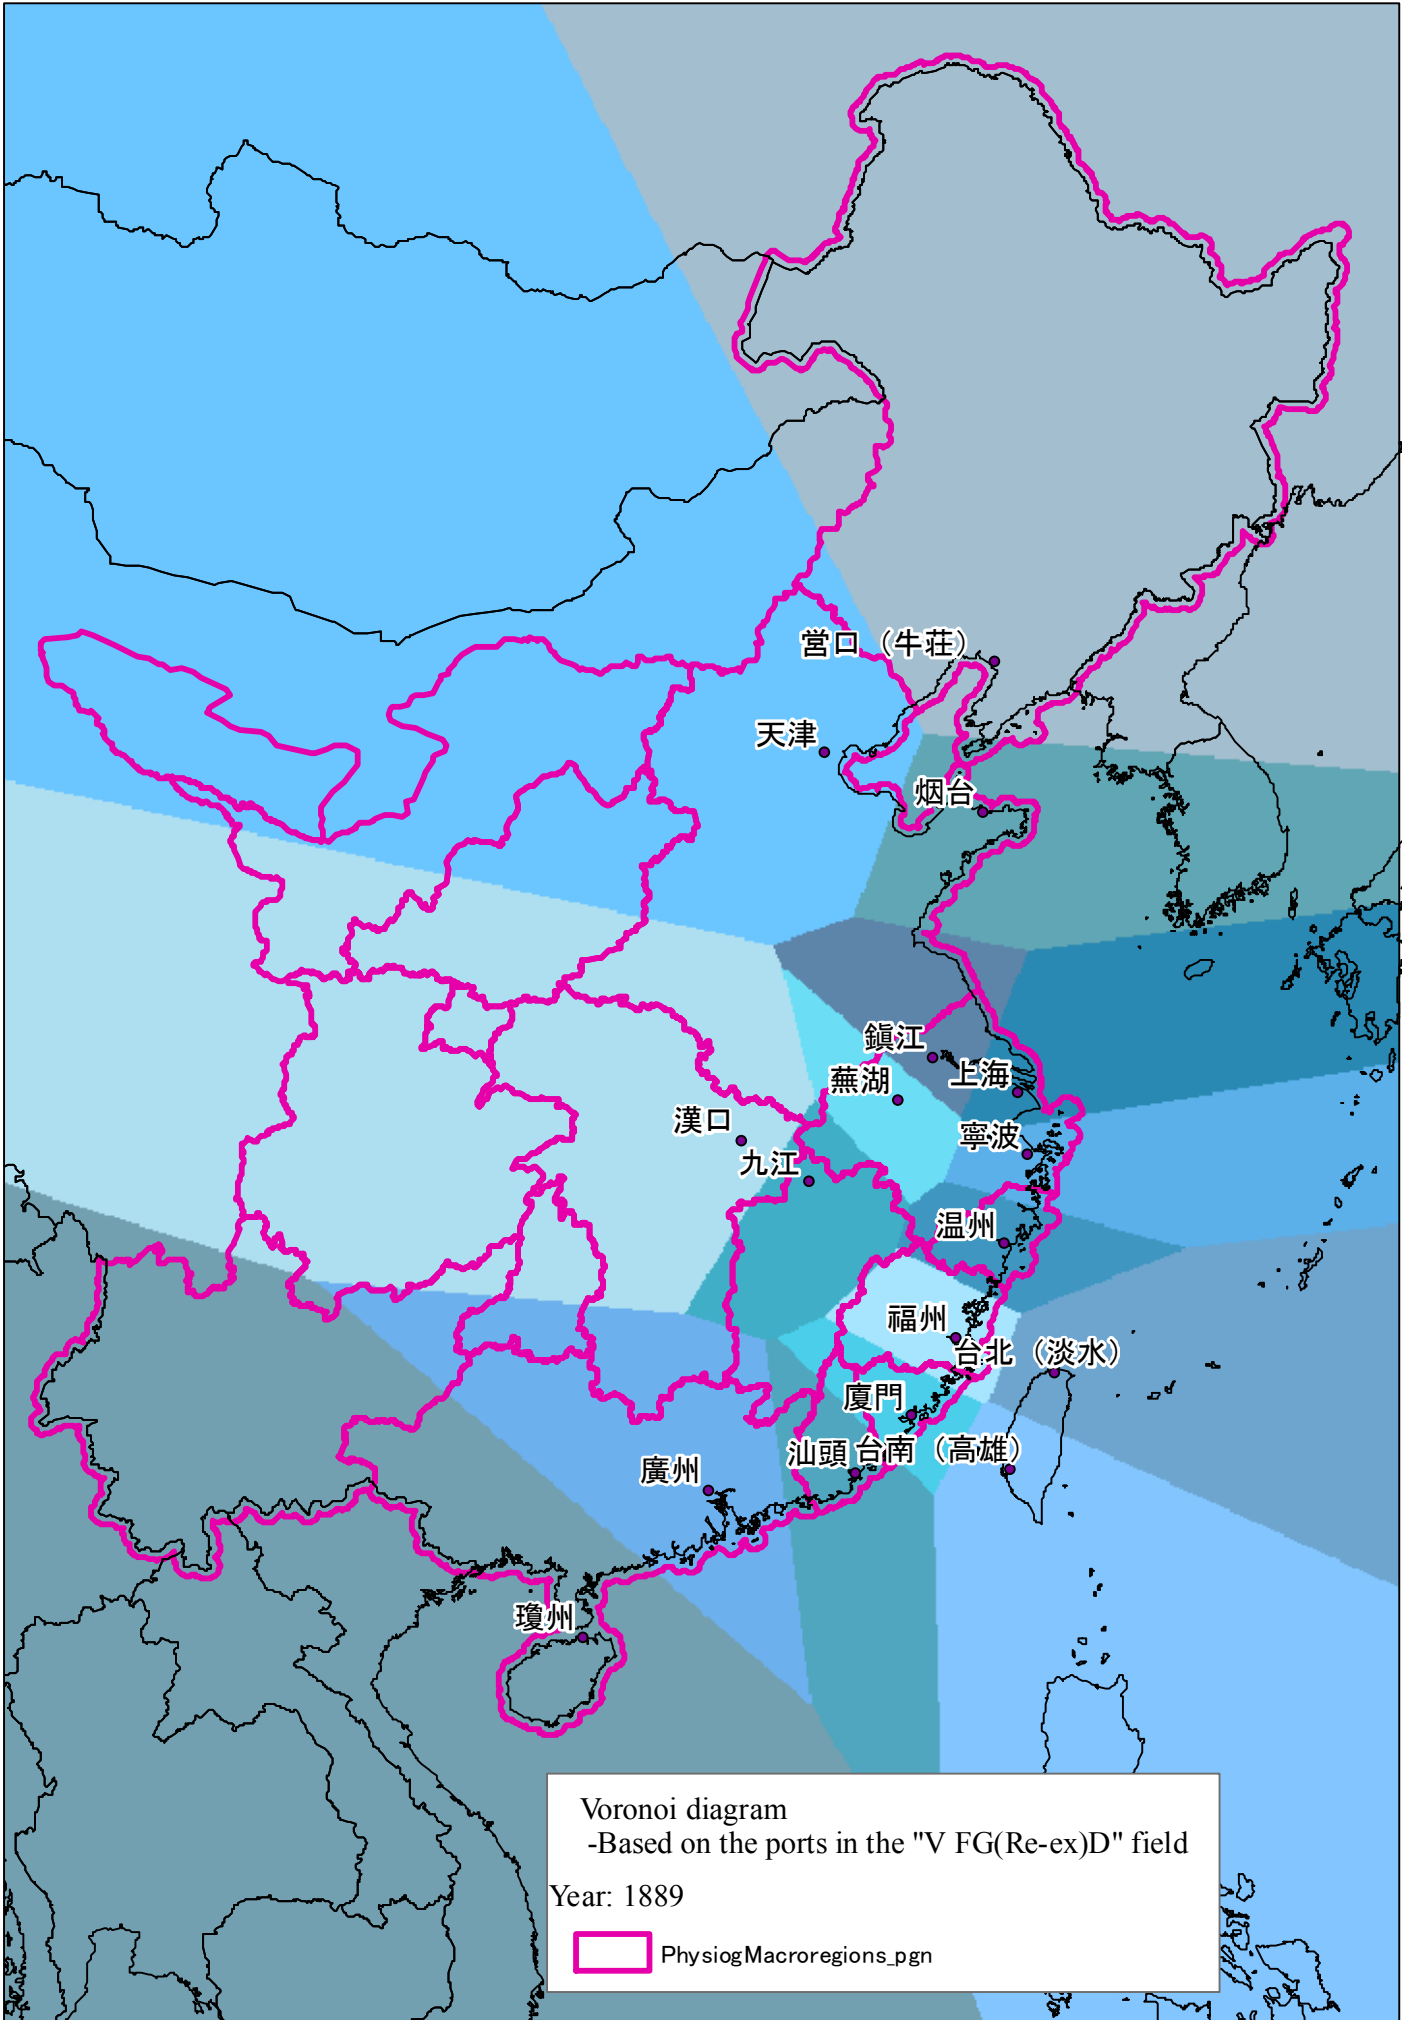 営口（牛荘）
天津
烟台
鎮江
上海
蕪湖
漢口
寧波
九江
温州
福州
台北（淡水）
廈門
汕頭
台南（高雄）
廣州
瓊州
Voronoi diagram
-Based on the ports in the "V FG(Re-ex)D" field
Year: 1889
PhysiogMacroregions_pgn